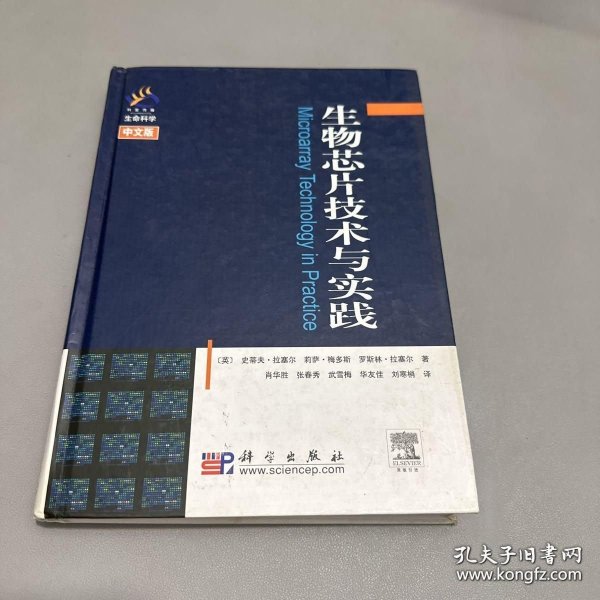 科学出版
生命科学
中文版
生物芯片技术与实践
Microarray Technology in Practice
〔英〕 史蒂夫·拉塞尔 莉萨·梅多斯 罗斯林·拉塞尔 著
肖华胜 张春秀 武雪梅 华友佳 刘寒梢 译
科学出版社
www.sciencep.com
ELSEVIER
孔夫子旧书网
www.kongfz.com